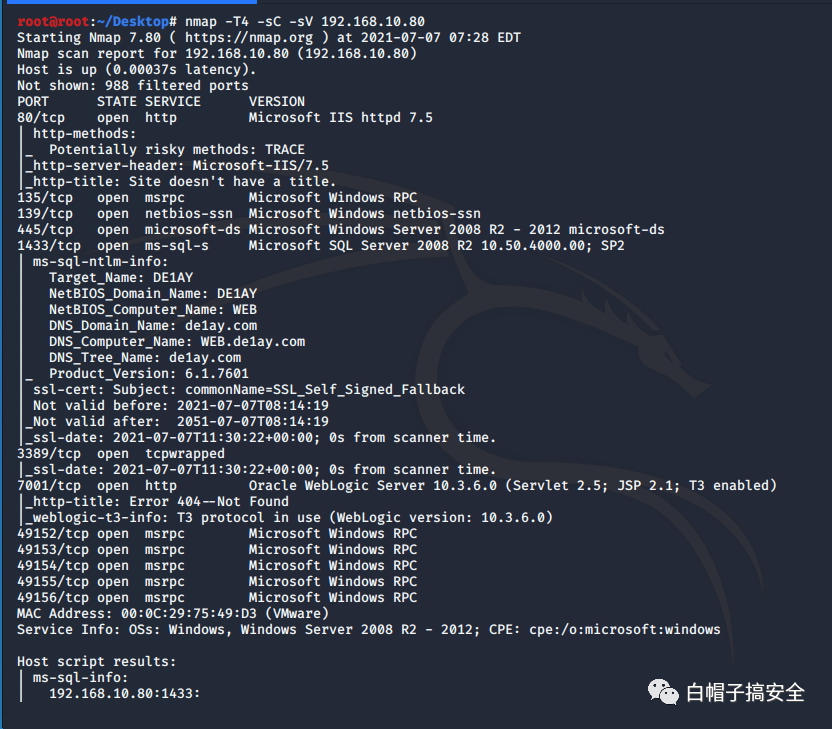 root@root:~/Desktop# nmap -T4 -sC -sV 192.168.10.80
Starting Nmap 7.80 ( https://nmap.org ) at 2021-07-07 07:28 EDT
Nmap scan report for 192.168.10.80 (192.168.10.80)
Host is up (0.00037s latency).
Not shown: 988 filtered ports
PORT      STATE SERVICE       VERSION
80/tcp    open  http          Microsoft IIS httpd 7.5
| http-methods:
|_  Potentially risky methods: TRACE
|_http-server-header: Microsoft-IIS/7.5
|_http-title: Site doesn't have a title.
135/tcp   open  msrpc         Microsoft Windows RPC
139/tcp   open  netbios-ssn   Microsoft Windows netbios-ssn
445/tcp   open  microsoft-ds  Microsoft Windows Server 2008 R2 - 2012 microsoft-ds
1433/tcp  open  ms-sql-s      Microsoft SQL Server 2008 R2 10.50.4000.00; SP2
| ms-sql-ntlm-info:
|   Target_Name: DE1AY
|   NetBIOS_Domain_Name: DE1AY
|   NetBIOS_Computer_Name: WEB
|   DNS_Domain_Name: de1ay.com
|   DNS_Computer_Name: WEB.de1ay.com
|   DNS_Tree_Name: de1ay.com
|_  Product_Version: 6.1.7601
| ssl-cert: Subject: commonName=SSL_Self_Signed_Fallback
| Not valid before: 2021-07-07T08:14:19
|_Not valid after:  2051-07-07T08:14:19
|_ssl-date: 2021-07-07T11:30:22+00:00; 0s from scanner time.
3389/tcp  open  tcpwrapped
|_ssl-date: 2021-07-07T11:30:22+00:00; 0s from scanner time.
7001/tcp  open  http          Oracle WebLogic Server 10.3.6.0 (Servlet 2.5; JSP 2.1; T3 enabled)
|_http-title: Error 404--Not Found
|_weblogic-t3-info: T3 protocol in use (WebLogic version: 10.3.6.0)
49152/tcp open  msrpc         Microsoft Windows RPC
49153/tcp open  msrpc         Microsoft Windows RPC
49154/tcp open  msrpc         Microsoft Windows RPC
49155/tcp open  msrpc         Microsoft Windows RPC
49156/tcp open  msrpc         Microsoft Windows RPC
MAC Address: 00:0C:29:75:49:D3 (VMware)
Service Info: OSs: Windows, Windows Server 2008 R2 - 2012; CPE: cpe:/o:microsoft:windows
Host script results:
| ms-sql-info:
|   192.168.10.80:1433:
白帽子搞安全